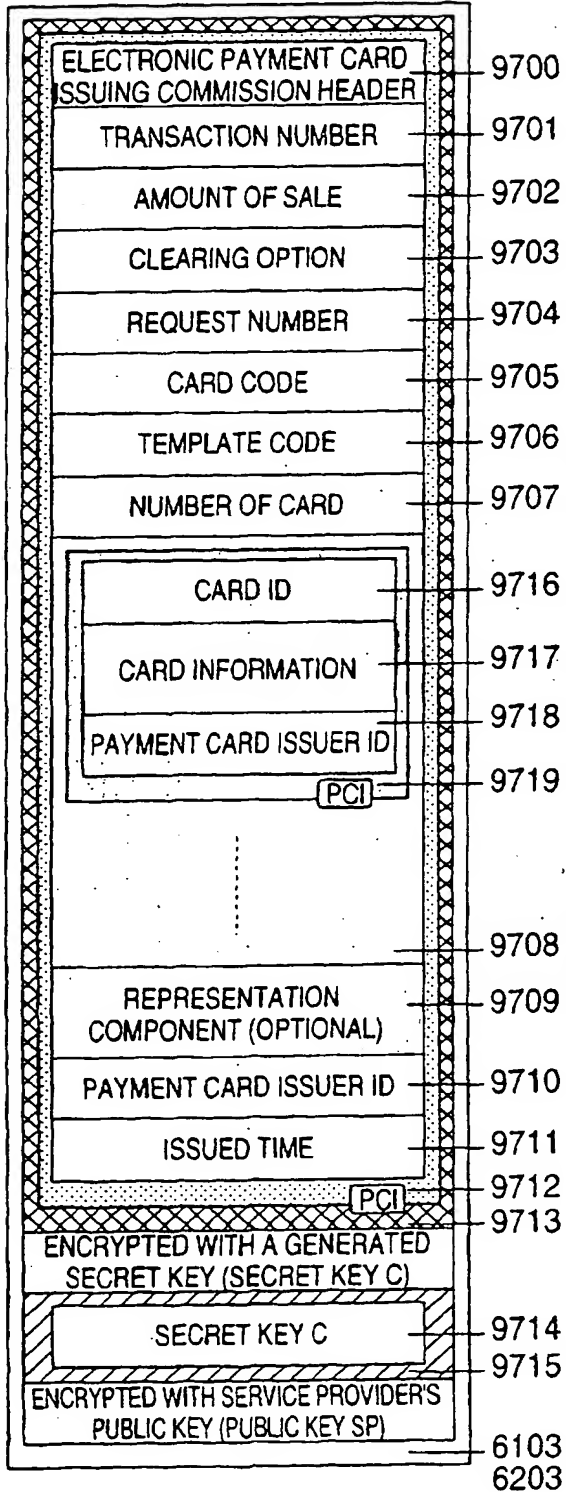 ELECTRONIC PAYMENT CARD
ISSUING COMMISSION HEADER
9700
TRANSACTION NUMBER
9701
AMOUNT OF SALE
9702
CLEARING OPTION
9703
REQUEST NUMBER
9704
CARD CODE
9705
TEMPLATE CODE
9706
NUMBER OF CARD
9707
CARD ID
9716
CARD INFORMATION
9717
PAYMENT CARD ISSUER ID
9718
PCI
9719
9708
REPRESENTATION
COMPONENT (OPTIONAL)
9709
PAYMENT CARD ISSUER ID
9710
ISSUED TIME
9711
PCI
9712
9713
ENCRYPTED WITH A GENERATED
SECRET KEY (SECRET KEY C)
SECRET KEY C
9714
9715
ENCRYPTED WITH SERVICE PROVIDER'S
PUBLIC KEY (PUBLIC KEY SP)
6103
6203